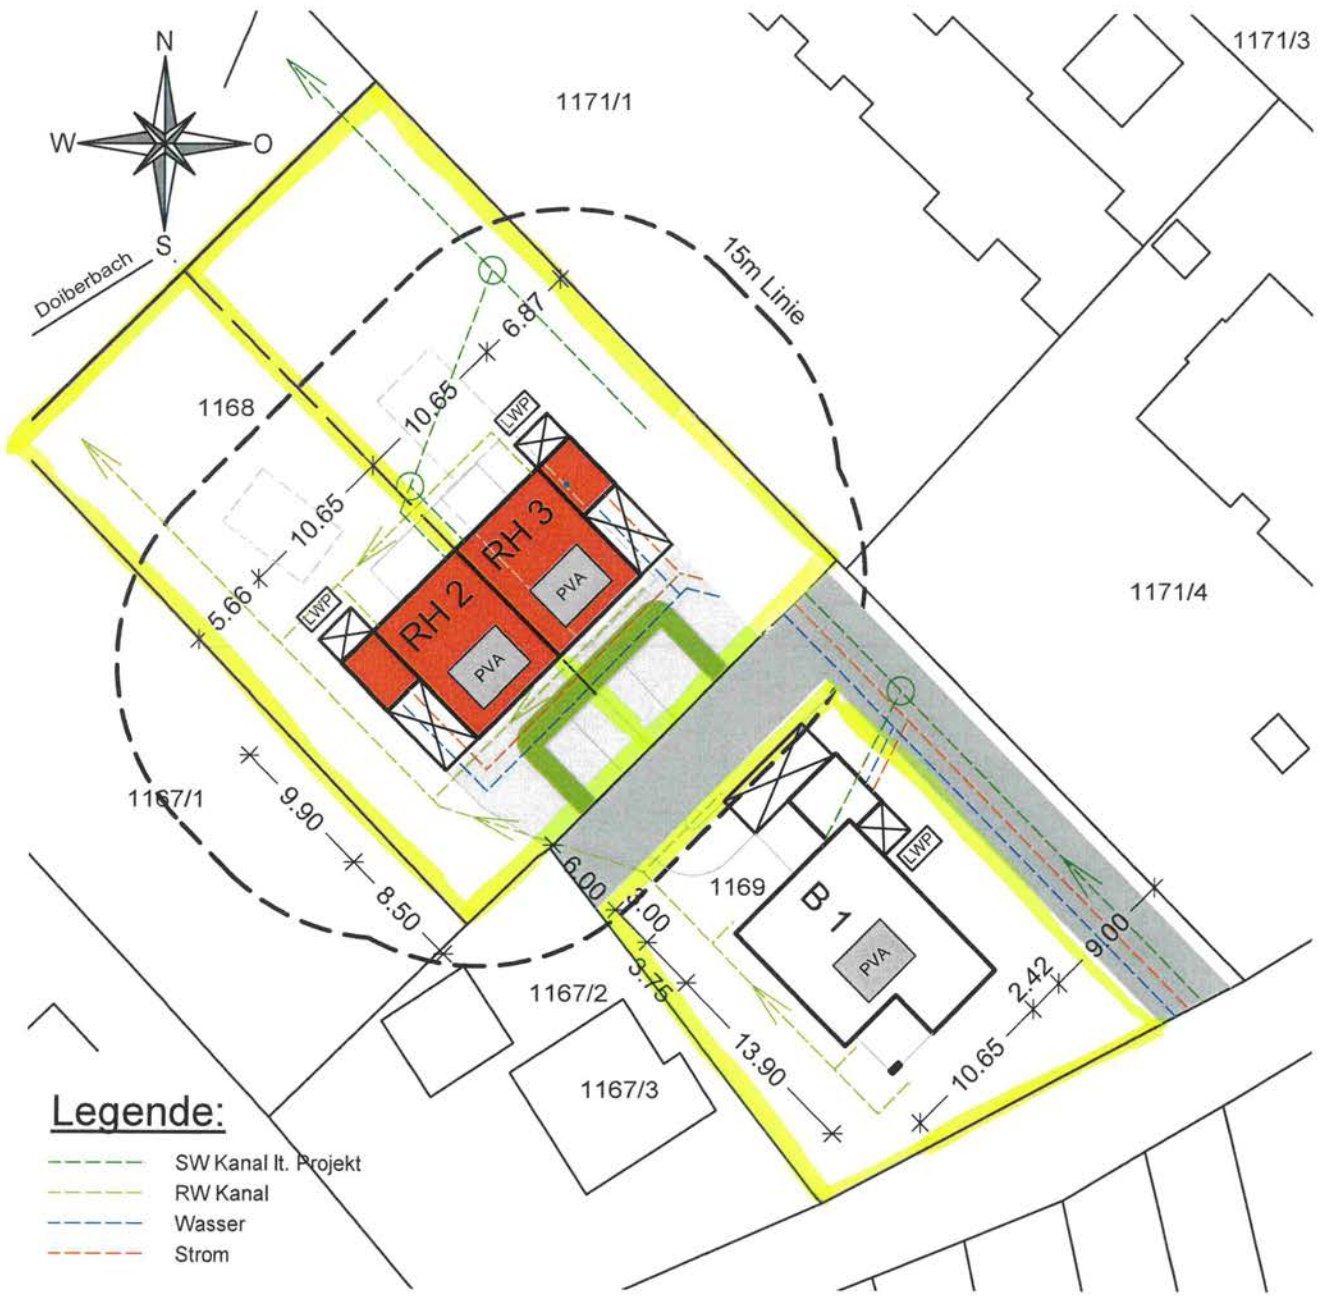 N
1171/3
1171/1
W
O
S
Doiberbach
15m Linie
6.87
1168
10.65
LWP
10.65
RH 3
PVA
5.66
LWP
RH 2
PVA
1171/4
1167/1
9.90
8.50
6.00
3.00
3.75
1169
LWP
B 1
PVA
9.00
2.42
10.65
13.90
1167/2
1167/3
Legende:
SW Kanal lt. Projekt
RW Kanal
Wasser
Strom